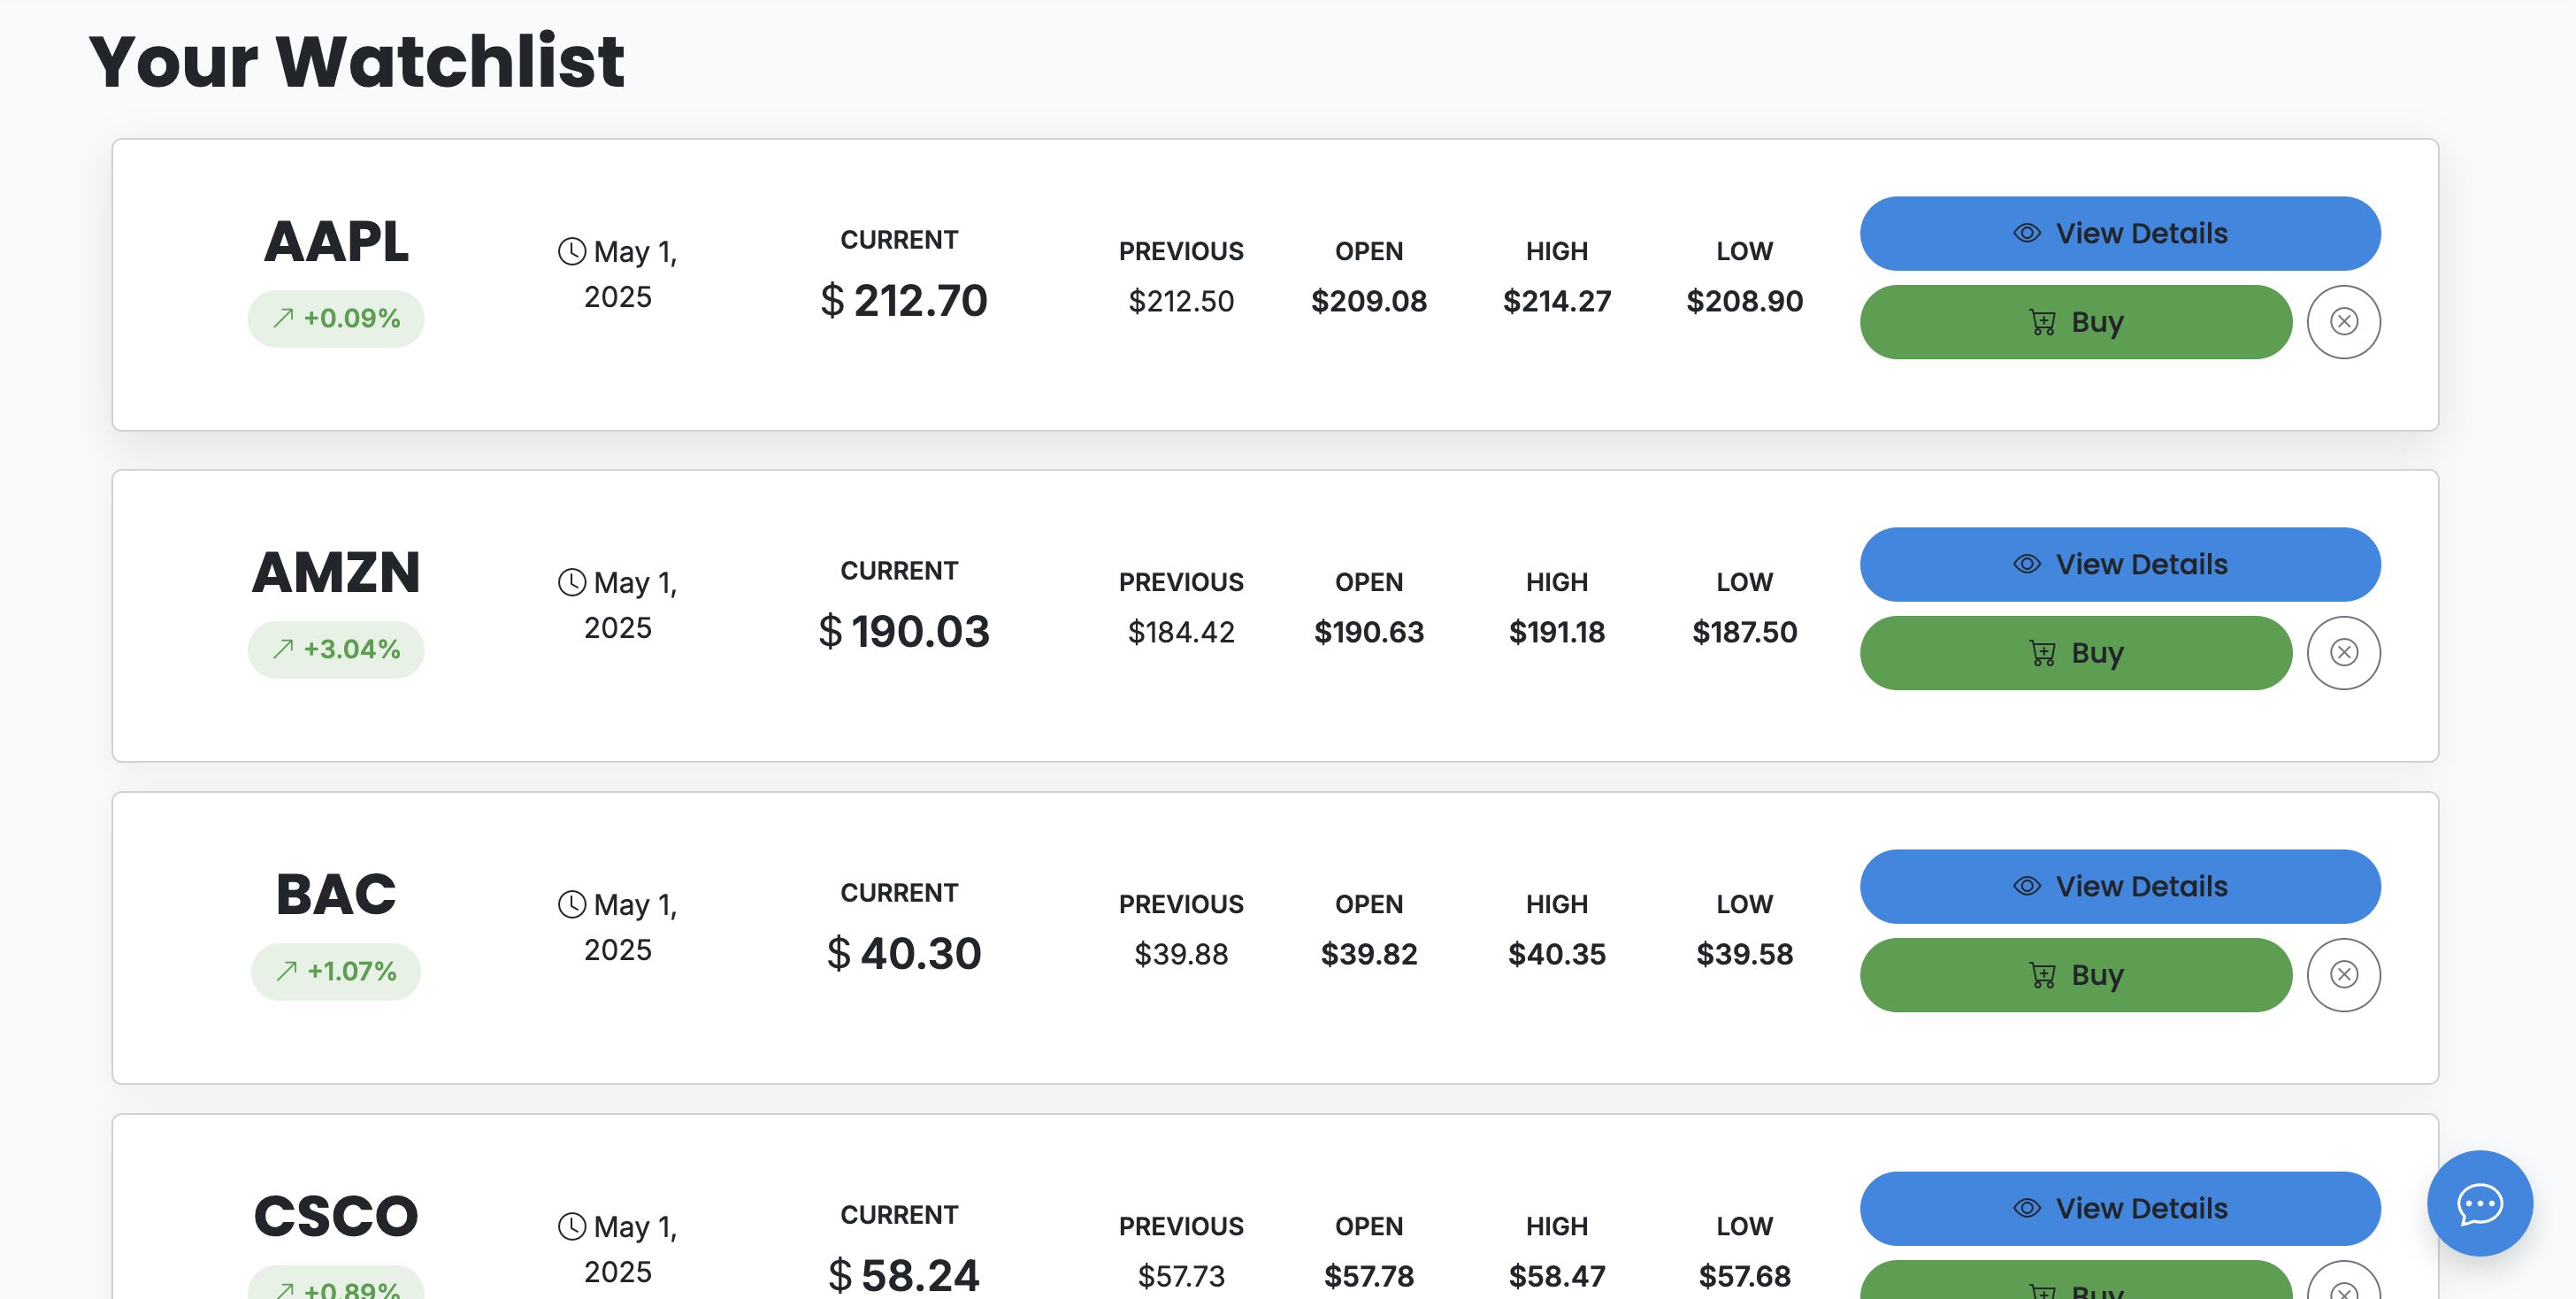 Your Watchlist
AAPL
+0.09%
May 1,
2025
CURRENT
$ 212.70
PREVIOUS
$212.50
OPEN
$209.08
HIGH
$214.27
LOW
$208.90
View Details
Buy
AMZN
+3.04%
May 1,
2025
CURRENT
$ 190.03
PREVIOUS
$184.42
OPEN
$190.63
HIGH
$191.18
LOW
$187.50
View Details
Buy
BAC
+1.07%
May 1,
2025
CURRENT
$ 40.30
PREVIOUS
$39.88
OPEN
$39.82
HIGH
$40.35
LOW
$39.58
View Details
Buy
CSCO
+0.89%
May 1,
2025
CURRENT
$ 58.24
PREVIOUS
$57.73
OPEN
$57.78
HIGH
$58.47
LOW
$57.68
View Details
Buy